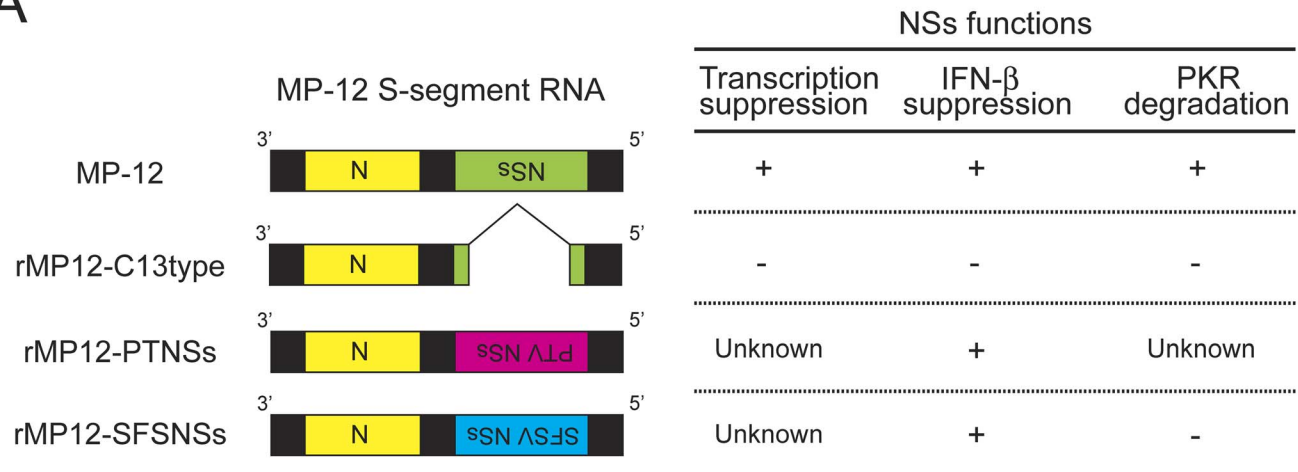 A
NSs functions
MP-12 S-segment RNA
Transcription suppression
IFN-β suppression
PKR degradation
3’ 5’
MP-12 N NSs + + +
3’ 5’
rMP12-C13type N - - -
3’ 5’
rMP12-PTNSs N PTV NSs Unknown + Unknown
3’ 5’
rMP12-SFSNSs N SFSV NSs Unknown + -